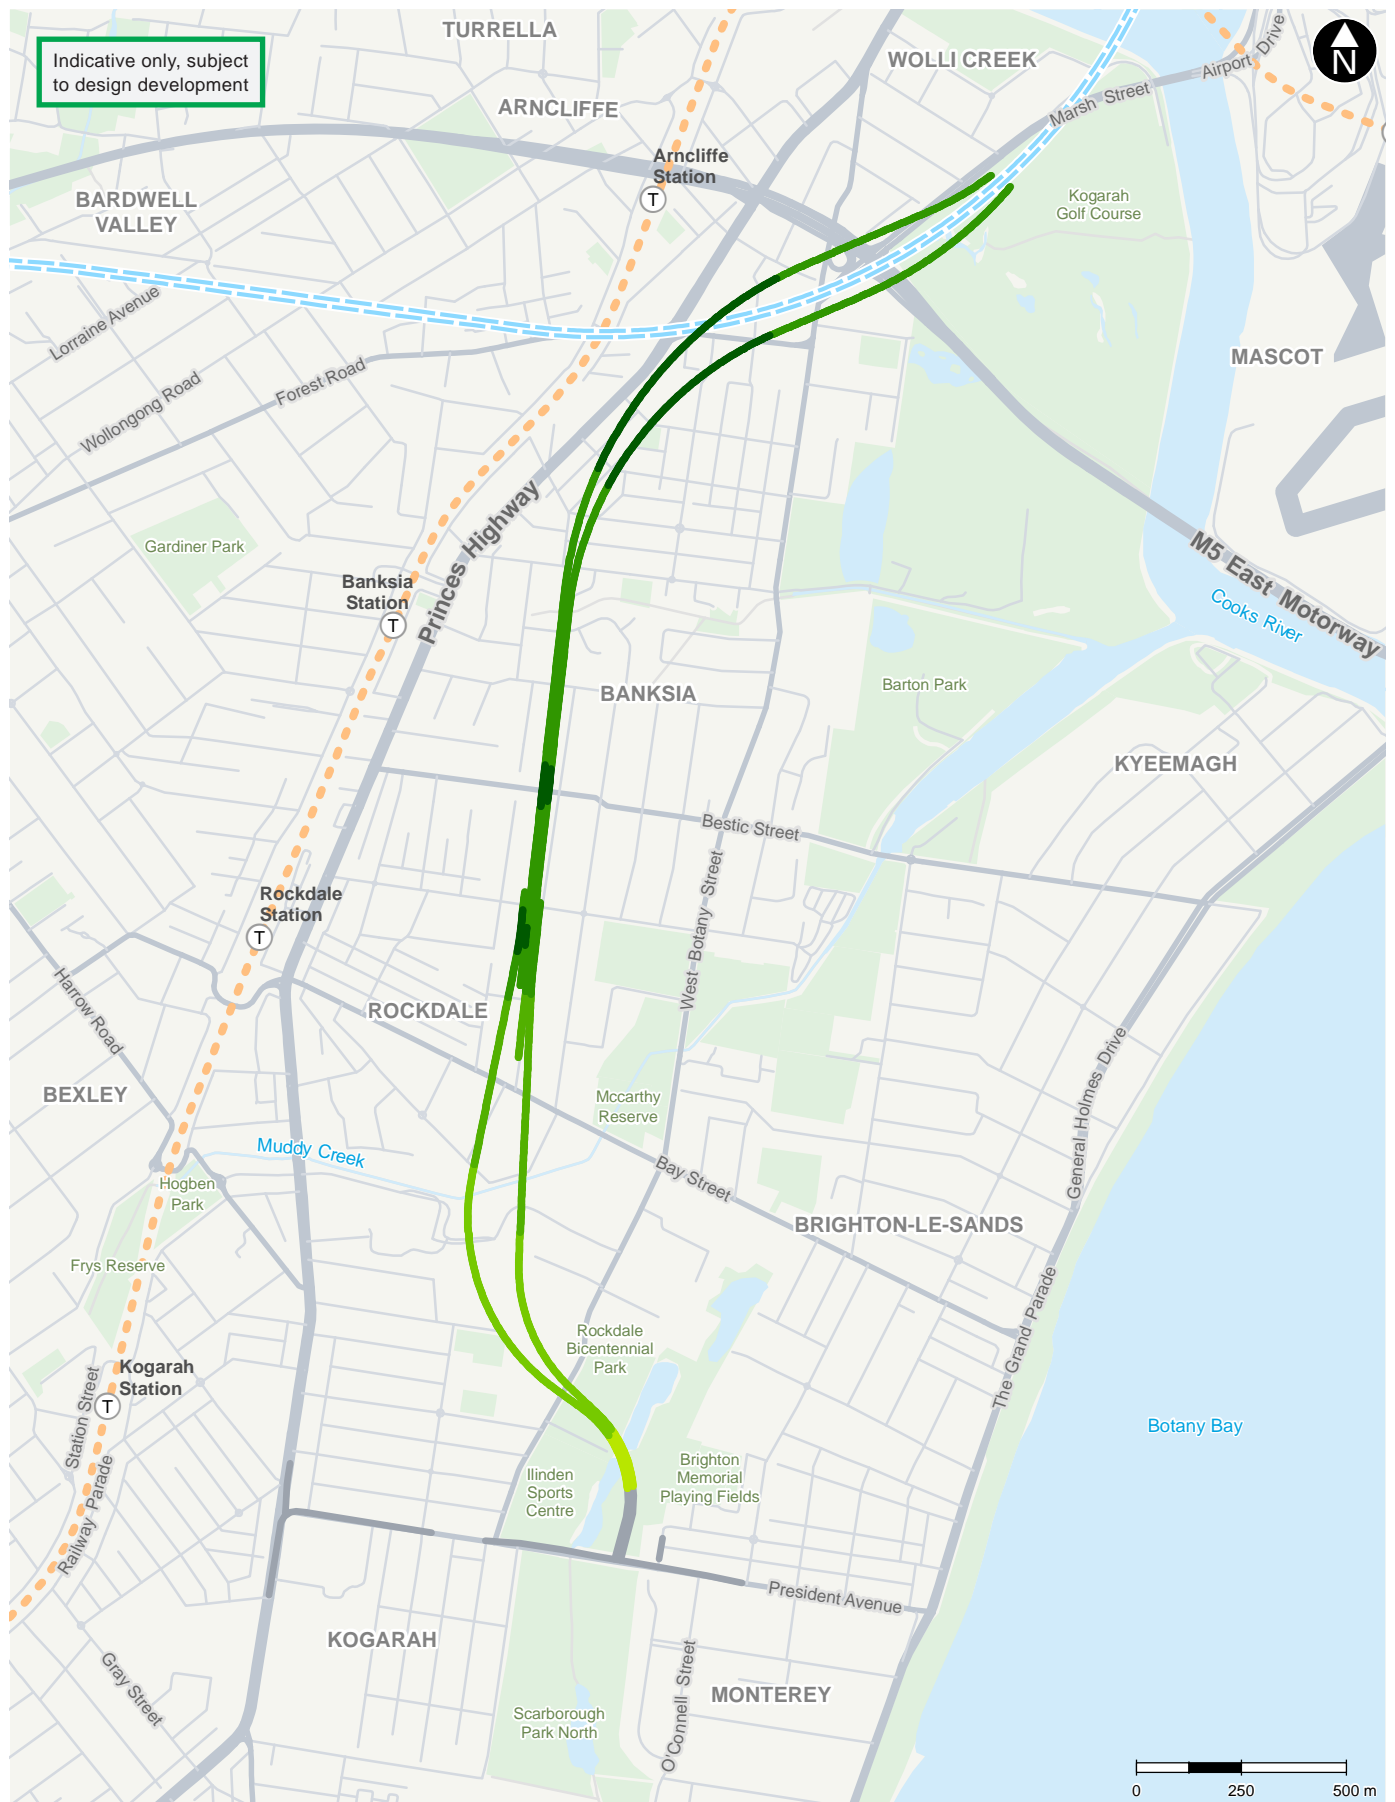 TURRELLA
WOLLI CREEK
Indicative only, subject
to design development
N
Airport Drive
ARNCLIFFE
Marsh Street
Arncliffe
Station
T
BARDWELL
VALLEY
Kogarah
Golf Course
Lorraine Avenue
MASCOT
Forest Road
Wollongong Road
Princes Highway
Gardiner Park
M5 East Motorway
Banksia
Station
T
Cooks River
BANKSIA
Barton Park
KYEEMAGH
Bestic Street
Rockdale
Station
T
West Botany Street
Harrow Road
ROCKDALE
BEXLEY
Mccarthy
Reserve
General Holmes Drive
Muddy Creek
Bay Street
Hogben
Park
BRIGHTON-LE-SANDS
Frys Reserve
The Grand Parade
Rockdale
Bicentennial
Park
Kogarah
Station
T
Station Street
Botany Bay
Railway Parade
Ilinden
Sports
Centre
Brighton
Memorial
Playing Fields
President Avenue
KOGARAH
Gray Street
O'Connell Street
MONTEREY
Scarborough
Park North
0 250 500 m